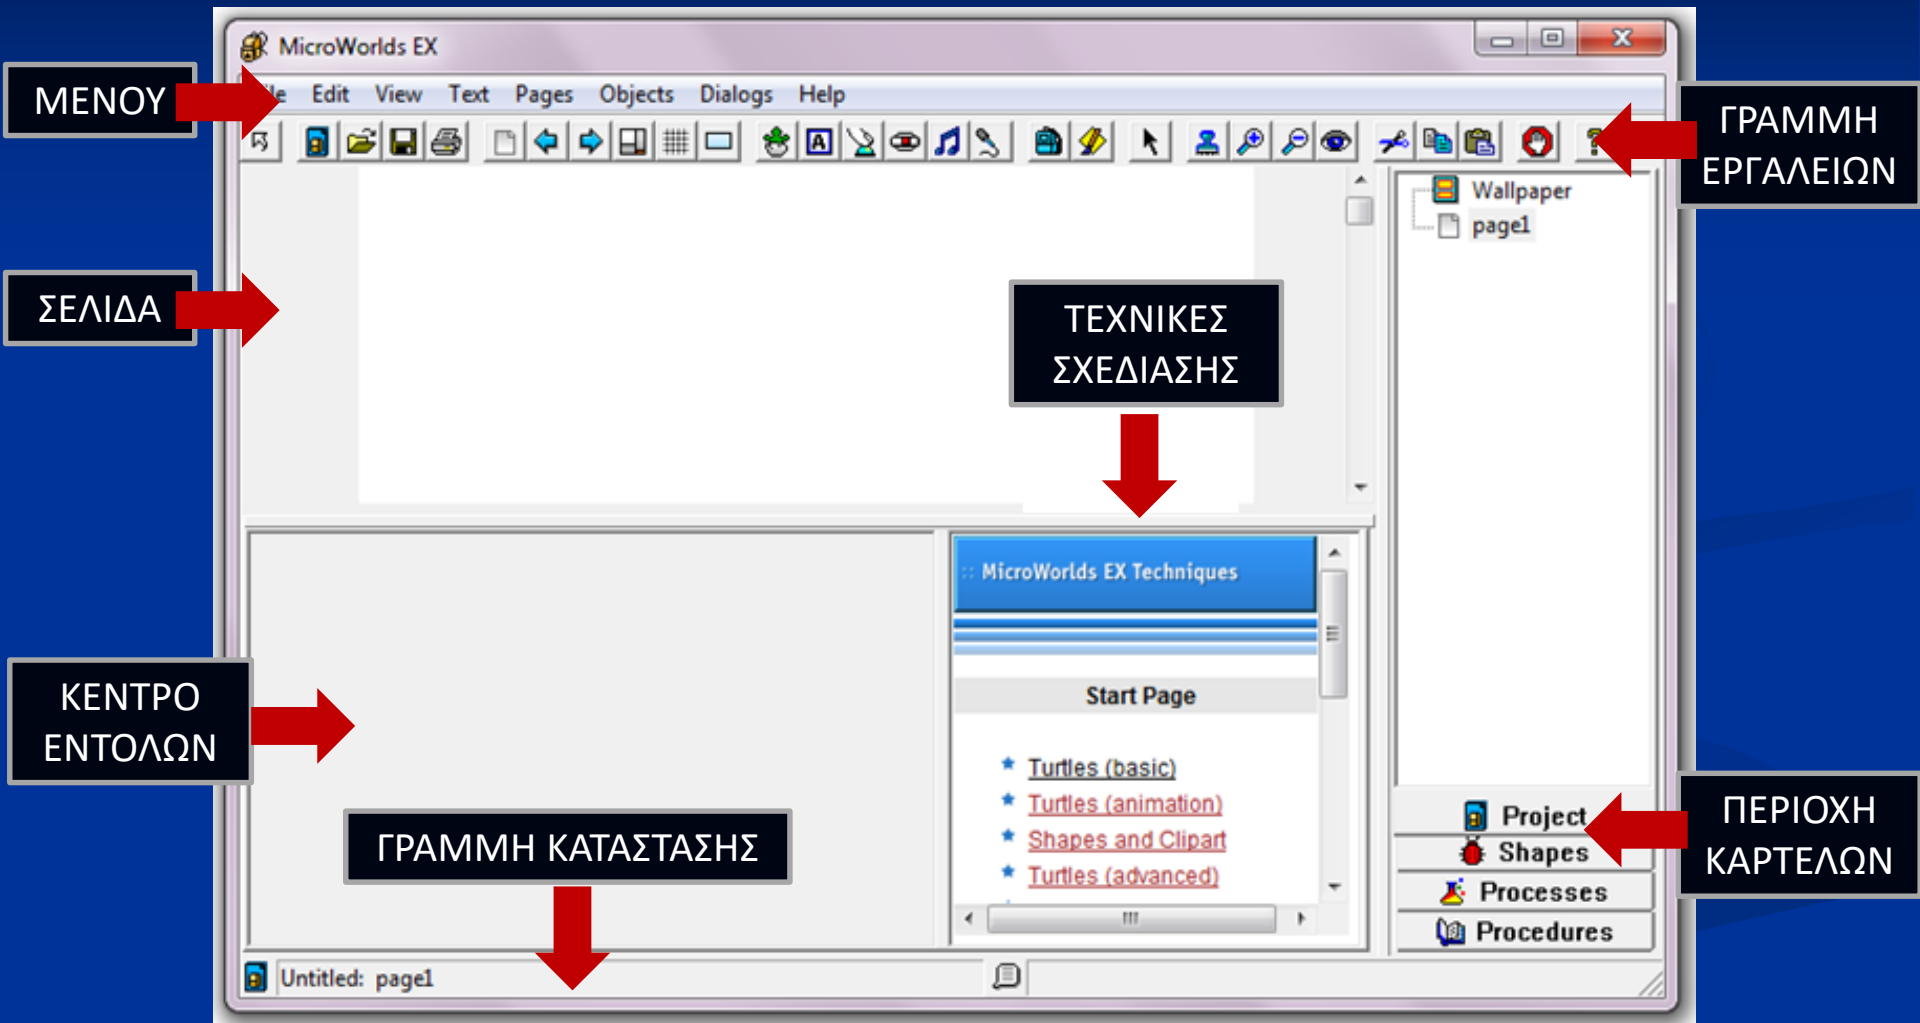 MicroWorlds EX
ΜΕΝΟΥ
Edit View Text Pages Objects Dialogs Help
ΓΡΑΜΜΗ
ΕΡΓΑΛΕΙΩΝ
Wallpaper
page1
ΣΕΛΙΔΑ
ΤΕΧΝΙΚΕΣ
ΣΧΕΔΙΑΣΗΣ
:: MicroWorlds EX Techniques
Start Page
Turtles (basic)
Turtles (animation)
Shapes and Clipart
Turtles (advanced)
ΚΕΝΤΡΟ
ΕΝΤΟΛΩΝ
ΓΡΑΜΜΗ ΚΑΤΑΣΤΑΣΗΣ
Project
Shapes
Processes
Procedures
ΠΕΡΙΟΧΗ
ΚΑΡΤΕΛΩΝ
Untitled: page1